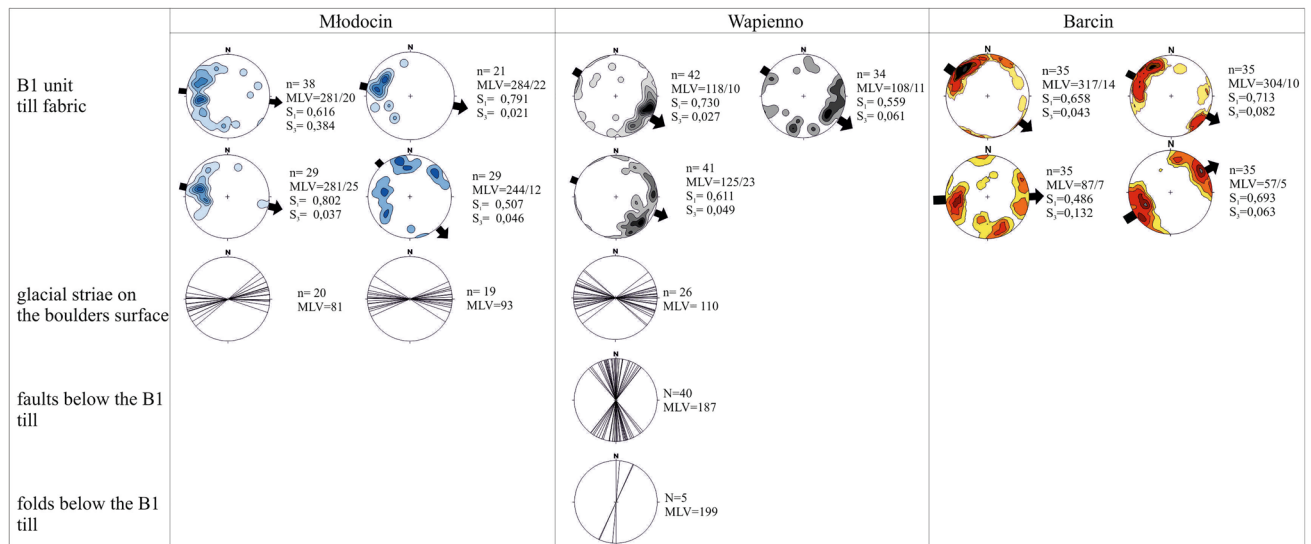 Młodocin
Wapienno
Barcin
B1 unit
till fabric
N
n= 38
MLV=281/20
S₁= 0,616
S₃= 0,384
N
n= 21
MLV=284/22
S₁= 0,791
S₃= 0,021
N
n= 42
MLV=118/10
S₁= 0,730
S₃= 0,027
N
n= 34
MLV=108/11
S₁= 0,559
S₃= 0,061
N
n=35
MLV=317/14
S₁=0,658
S₃=0,043
N
n=35
MLV=304/10
S₁=0,713
S₃=0,082
N
n= 29
MLV=281/25
S₁= 0,802
S₃= 0,037
N
n= 29
MLV=244/12
S₁= 0,507
S₃= 0,046
N
n= 41
MLV=125/23
S₁= 0,611
S₃= 0,049
N
n=35
MLV=87/7
S₁=0,486
S₃=0,132
N
n=35
MLV=57/5
S₁=0,693
S₃=0,063
glacial striae on
the boulders surface
N
n= 20
MLV=81
N
n= 19
MLV=93
N
n= 26
MLV= 110
faults below the B1
till
N
N=40
MLV=187
folds below the B1
till
N
N=5
MLV=199